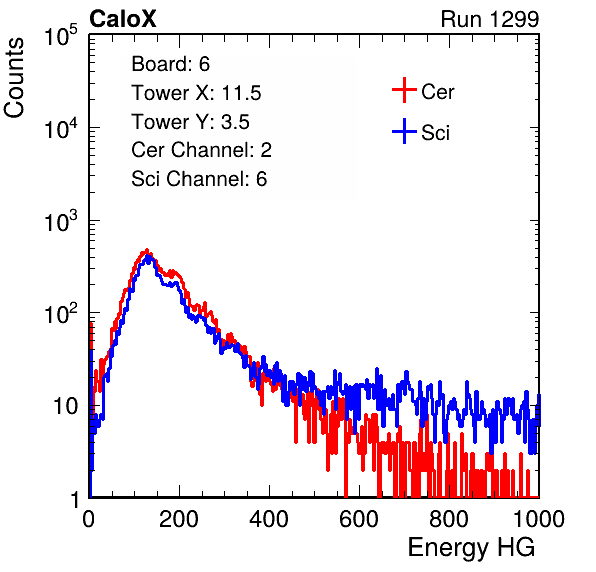 CaloX Run 1299
Counts
Board: 6
Tower X: 11.5
Tower Y: 3.5
Cer Channel: 2
Sci Channel: 6
Cer
Sci
10^5
10^4
10^3
10^2
10
1
0 200 400 600 800 1000
Energy HG